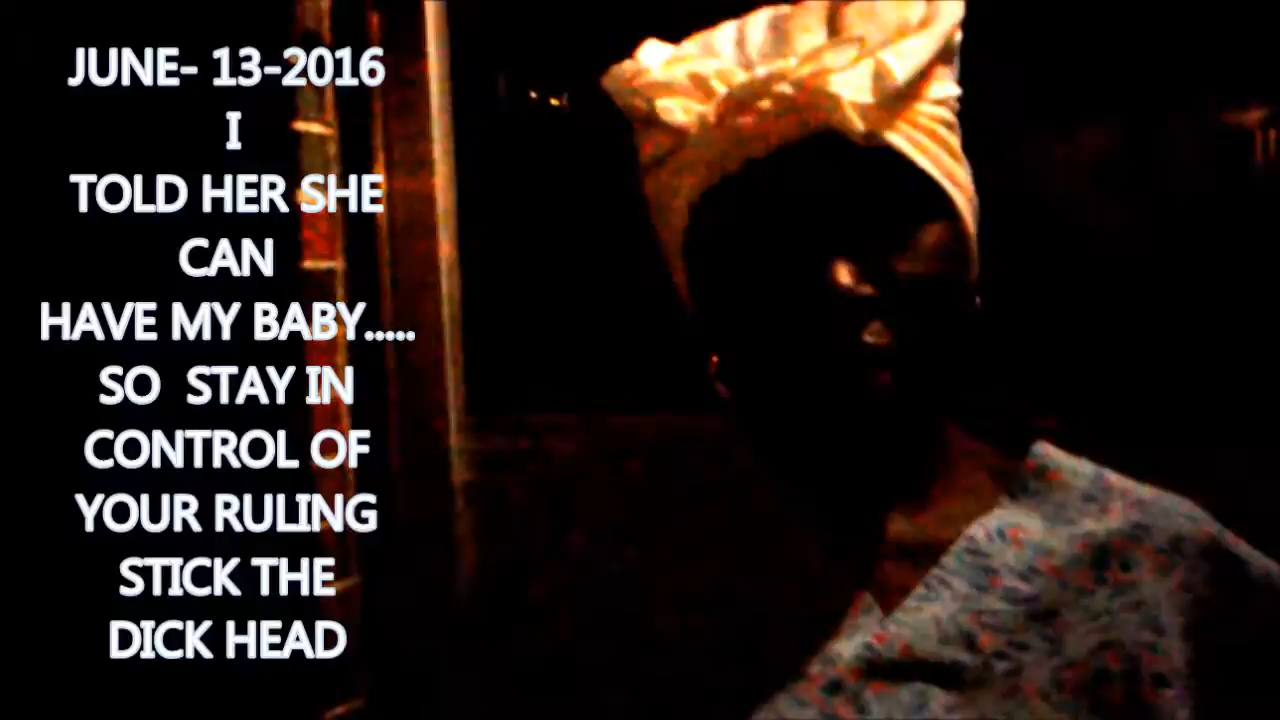 JUNE- 13-2016
I
TOLD HER SHE
CAN
HAVE MY BABY.....
SO  STAY IN
CONTROL OF
YOUR RULING
STICK THE
DICK HEAD